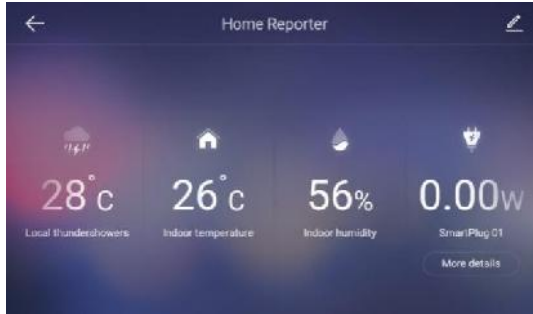 Home Reporter
28°C
Local thundershowers
26°C
Indoor temperature
56%
Indoor humidity
0.00W
SmartPlug 01
More details